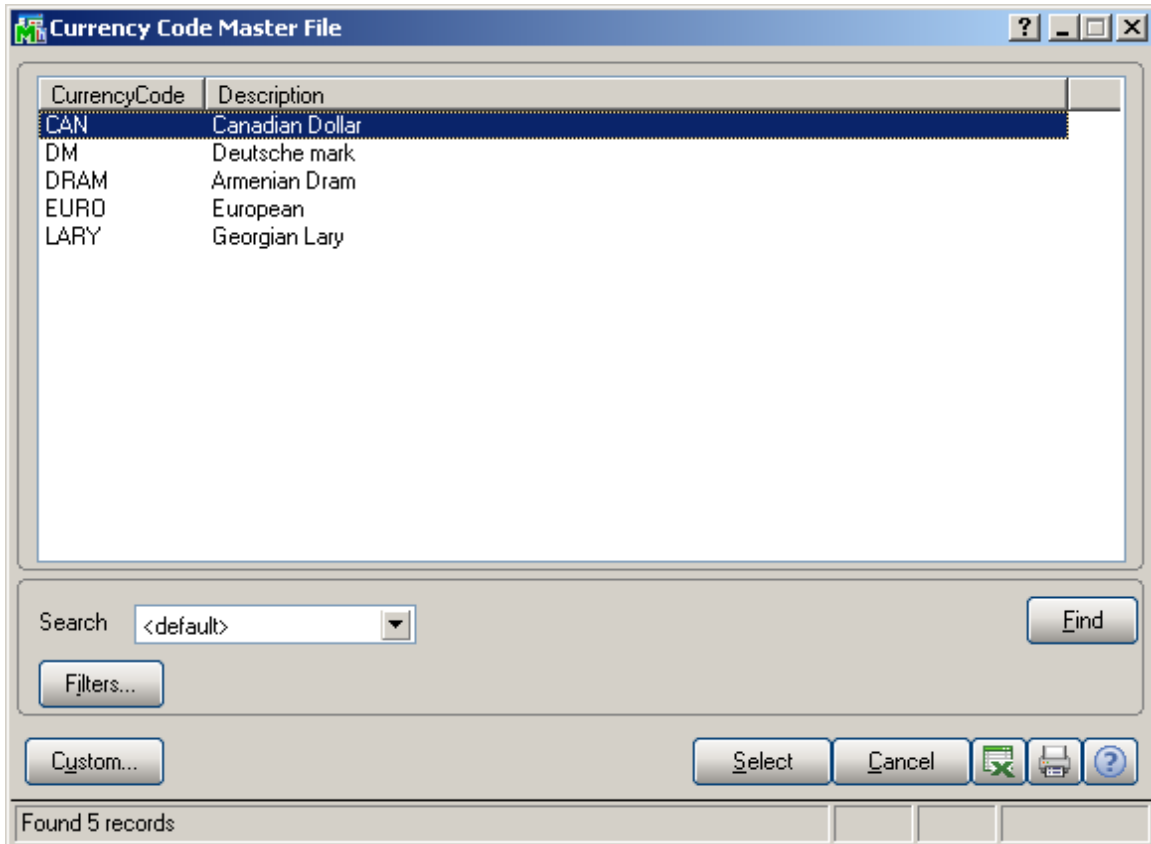 Currency Code Master File
CurrencyCode Description
CAN Canadian Dollar
DM Deutsche mark
DRAM Armenian Dram
EURO European
LARY Georgian Lary
Search <default> Find
Filters...
Custom... Select Cancel
Found 5 records